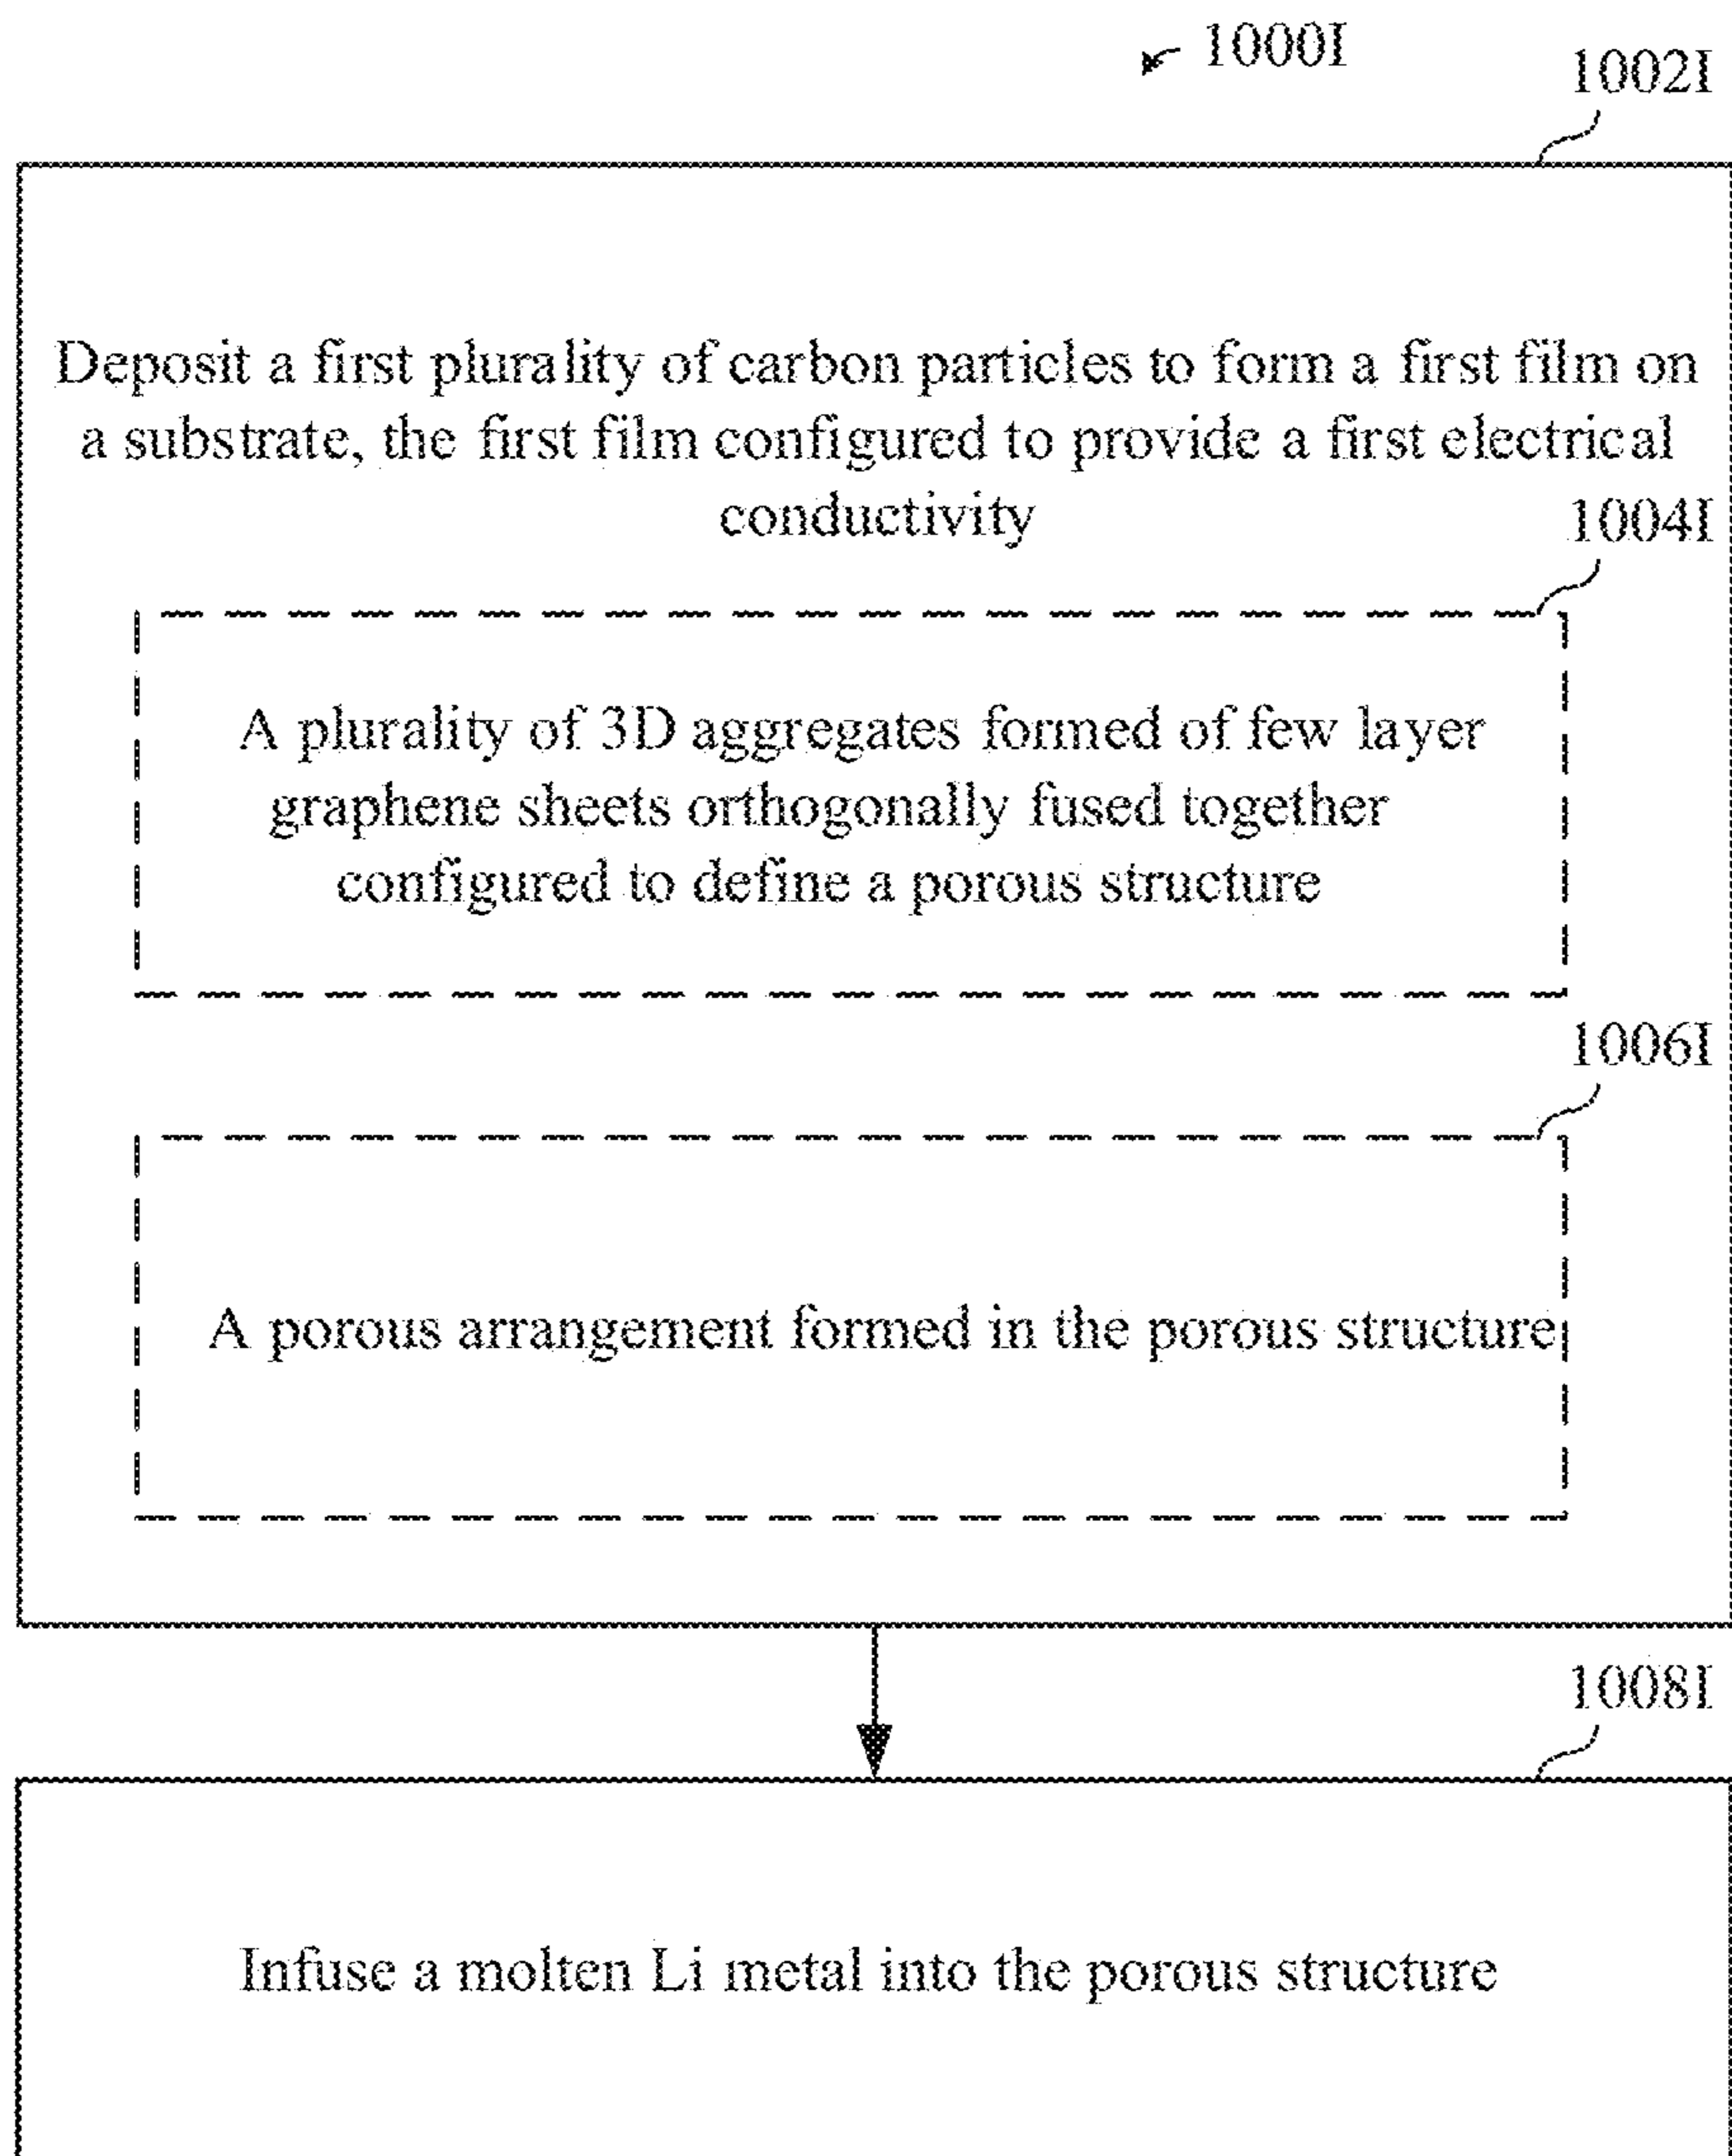 1000I
1002I
Deposit a first plurality of carbon particles to form a first film on
a substrate, the first film configured to provide a first electrical
conductivity
1004I
A plurality of 3D aggregates formed of few layer
graphene sheets orthogonally fused together
configured to define a porous structure
1006I
A porous arrangement formed in the porous structure
1008I
Infuse a molten Li metal into the porous structure